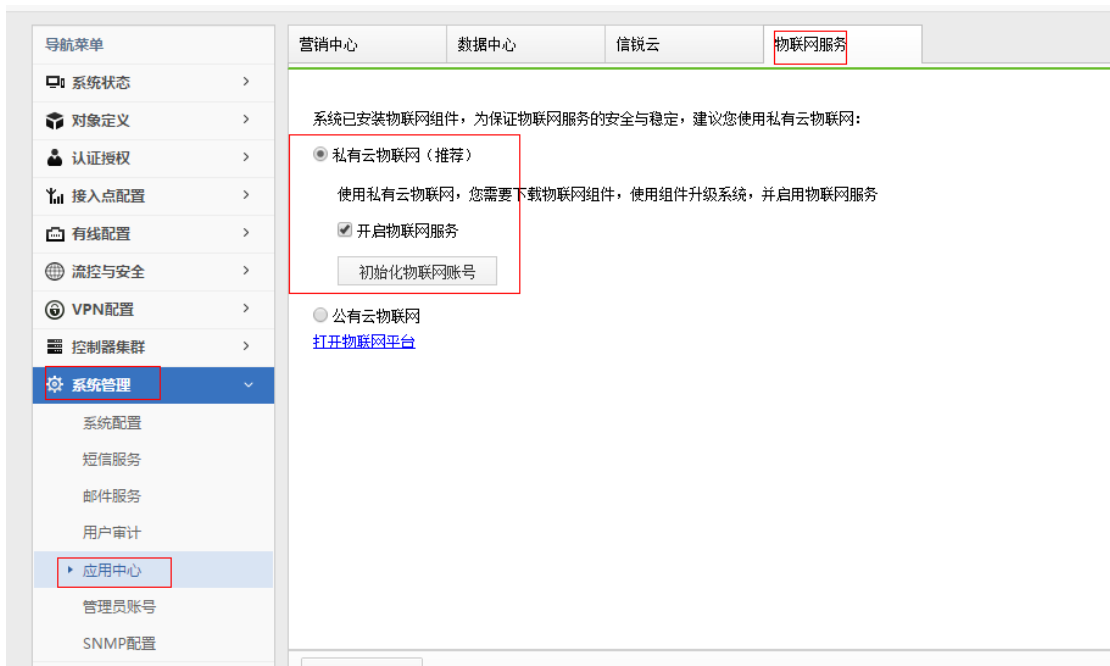 导航菜单
系统状态
对象定义
认证授权
接入点配置
有线配置
流控与安全
VPN配置
控制器集群
系统管理
系统配置
短信服务
邮件服务
用户审计
应用中心
管理员账号
SNMP配置
营销中心 数据中心 信锐云 物联网服务
系统已安装物联网组件，为保证物联网服务的安全与稳定，建议您使用私有云物联网：
私有云物联网（推荐）
使用私有云物联网，您需要下载物联网组件，使用组件升级系统，并启用物联网服务
开启物联网服务
初始化物联网账号
公有云物联网
打开物联网平台